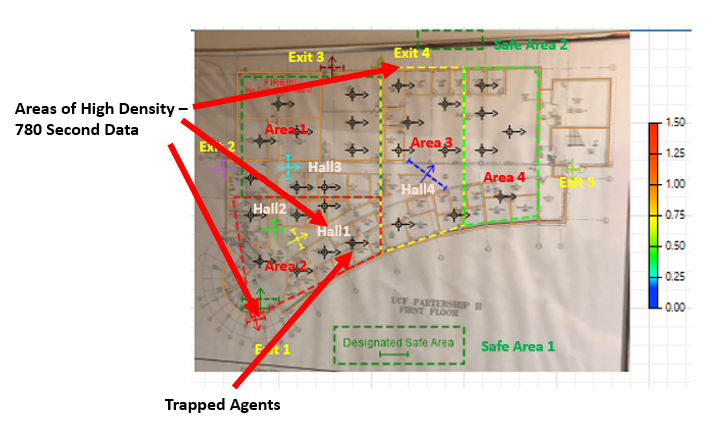 Safe Area 2
Exit 3
Exit 4
FIRE
Areas of High Density –
780 Second Data
Area 1
Exit 2
Area 3
Hall3
Exit 5
Area 4
Hall4
Hall2
Hall1
Area 2
UCF PARTERSHIP II
FIRST FLOOR
Designated Safe Area
Safe Area 1
Exit 1
Trapped Agents
1.50
1.25
1.00
0.75
0.50
0.25
0.00